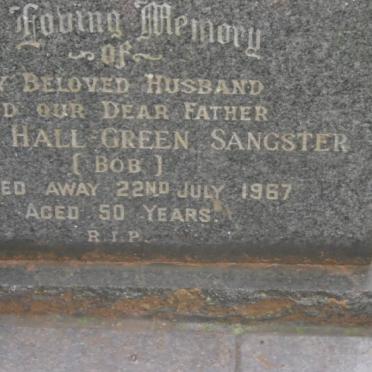 Loving Memory
~OF~
Beloved Husband
D OUR DEAR FATHER
HALL-GREEN SANGSTER
(BOB)
ED AWAY 22ND JULY 1967
AGED 50 YEARS.
R.I.P.